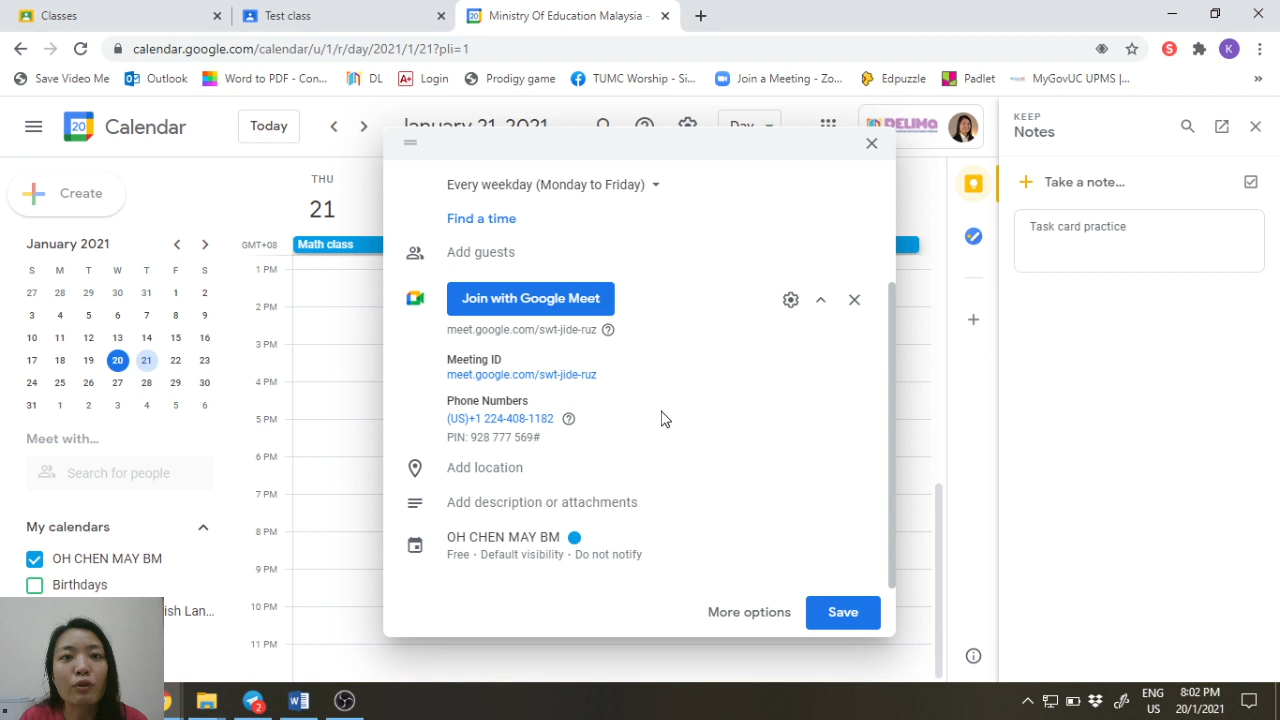 Classes
Test class
Ministry Of Education Malaysia -
calendar.google.com/calendar/u/1/r/day/2021/1/21?pli=1
S
K
Save Video Me
Outlook
Word to PDF - Con...
DL
Login
Prodigy game
TUMC Worship - Si...
Join a Meeting - Zo...
Edpuzzle
Padlet
MyGovUC UPMS |...
»
20
Calendar
Today
January 21, 2021
Day
DELIMa
KEEP
Notes
Create
THU
21
Take a note...
Task card practice
January 2021
S M T W T F S
27 28 29 30 31 1 2
3 4 5 6 7 8 9
10 11 12 13 14 15 16
17 18 19 20 21 22 23
24 25 26 27 28 29 30
31 1 2 3 4 5 6
Meet with...
Search for people
My calendars
OH CHEN MAY BM
Birthdays
ish Lan...
GMT+08
Math class
1 PM
2 PM
3 PM
4 PM
5 PM
6 PM
7 PM
8 PM
9 PM
10 PM
11 PM
Every weekday (Monday to Friday)
Find a time
Add guests
Join with Google Meet
meet.google.com/swt-jide-ruz
Meeting ID
meet.google.com/swt-jide-ruz
Phone Numbers
(US)+1 224-408-1182
PIN: 928 777 569#
Add location
Add description or attachments
OH CHEN MAY BM
Free · Default visibility · Do not notify
More options
Save
2
ENG
US
8:02 PM
20/1/2021